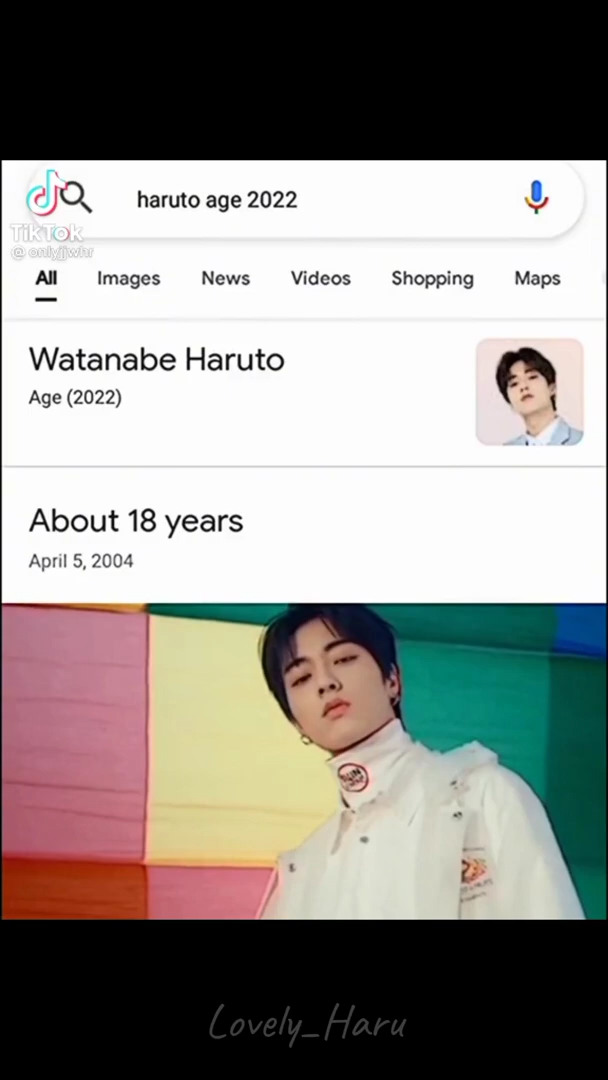 haruto age 2022
TikTok
@onlyjjwhr
All Images News Videos Shopping Maps
Watanabe Haruto
Age (2022)
About 18 years
April 5, 2004
Lovely_Haru